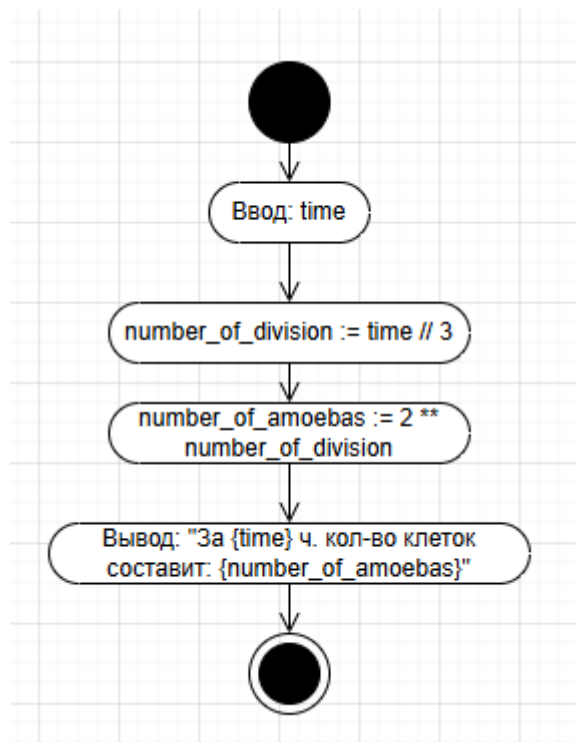 Ввод: time
number_of_division := time // 3
number_of_amoebas := 2 **
number_of_division
Вывод: "За {time} ч. кол-во клеток
составит: {number_of_amoebas}"